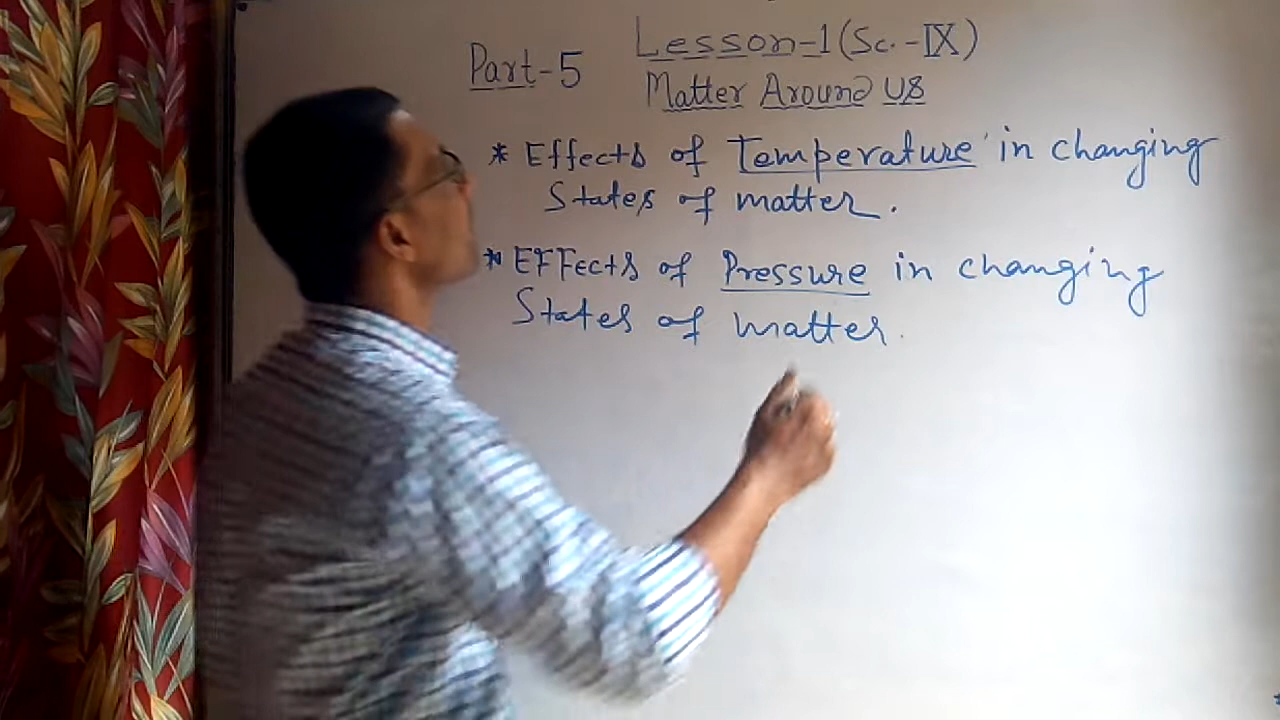 Part-5
Lesson-1 (Sc.-IX)
Matter Around US
* Effects of Temperature in changing
States of matter.
* Effects of Pressure in changing
States of matter.